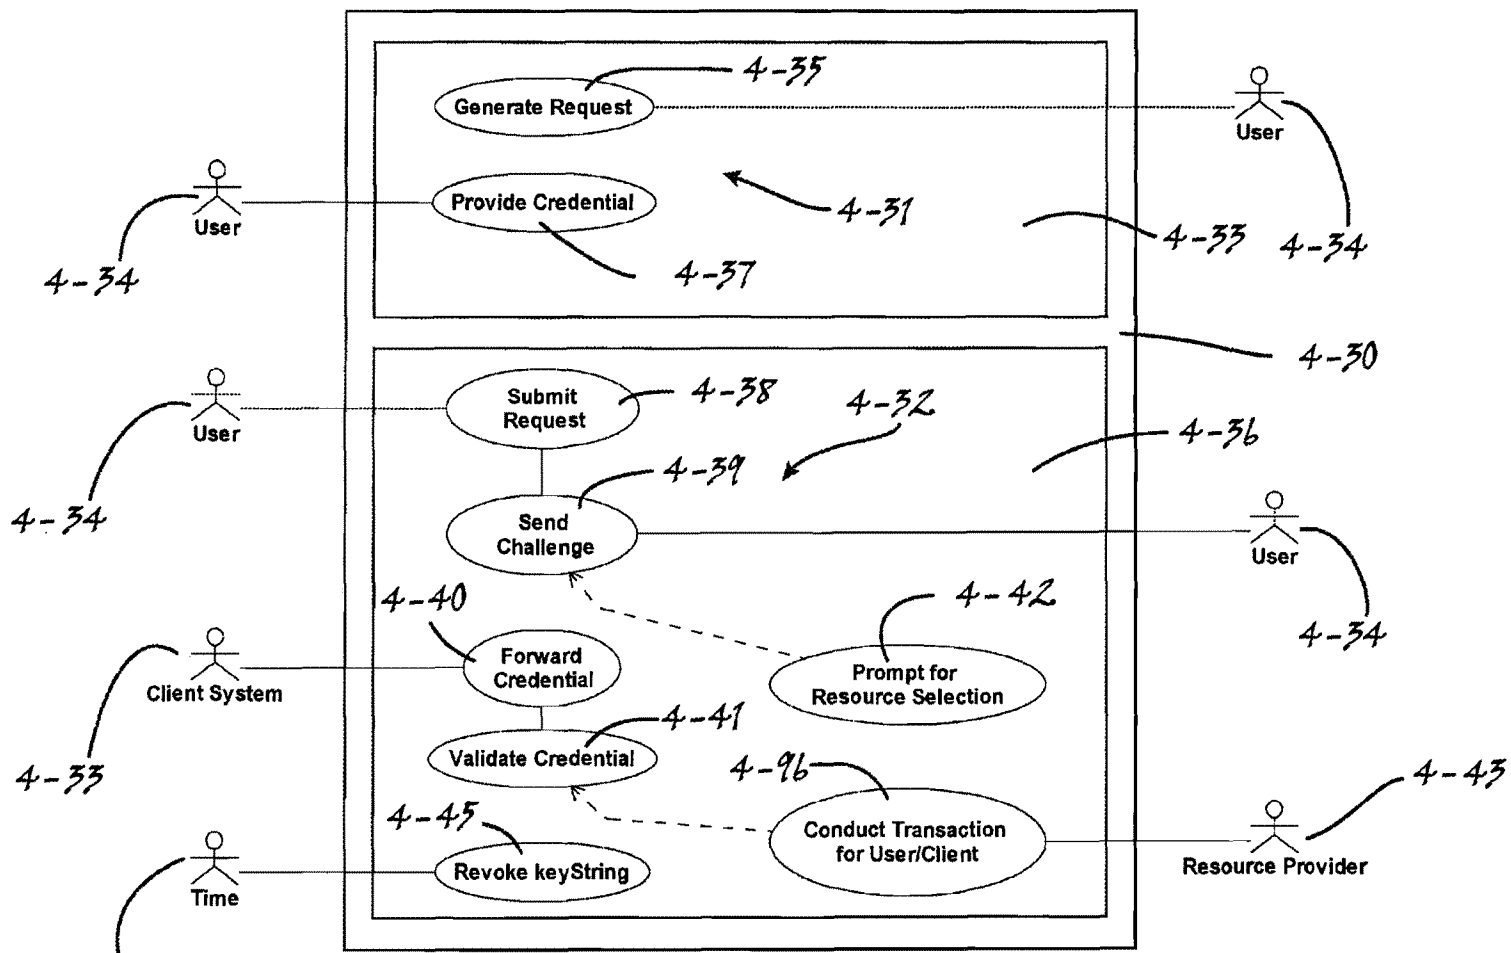 4-35
Generate Request
User
Provide Credential
User
4-31
4-33
4-34
4-34
4-37
4-30
Submit
Request
4-38
4-32
User
4-36
4-39
4-34
Send
Challenge
User
4-40
4-42
4-34
Forward
Credential
Client System
Prompt for
Resource Selection
4-41
Validate Credential
4-33
4-96
4-43
4-45
Conduct Transaction
for User/Client
Revoke keyString
Resource Provider
Time